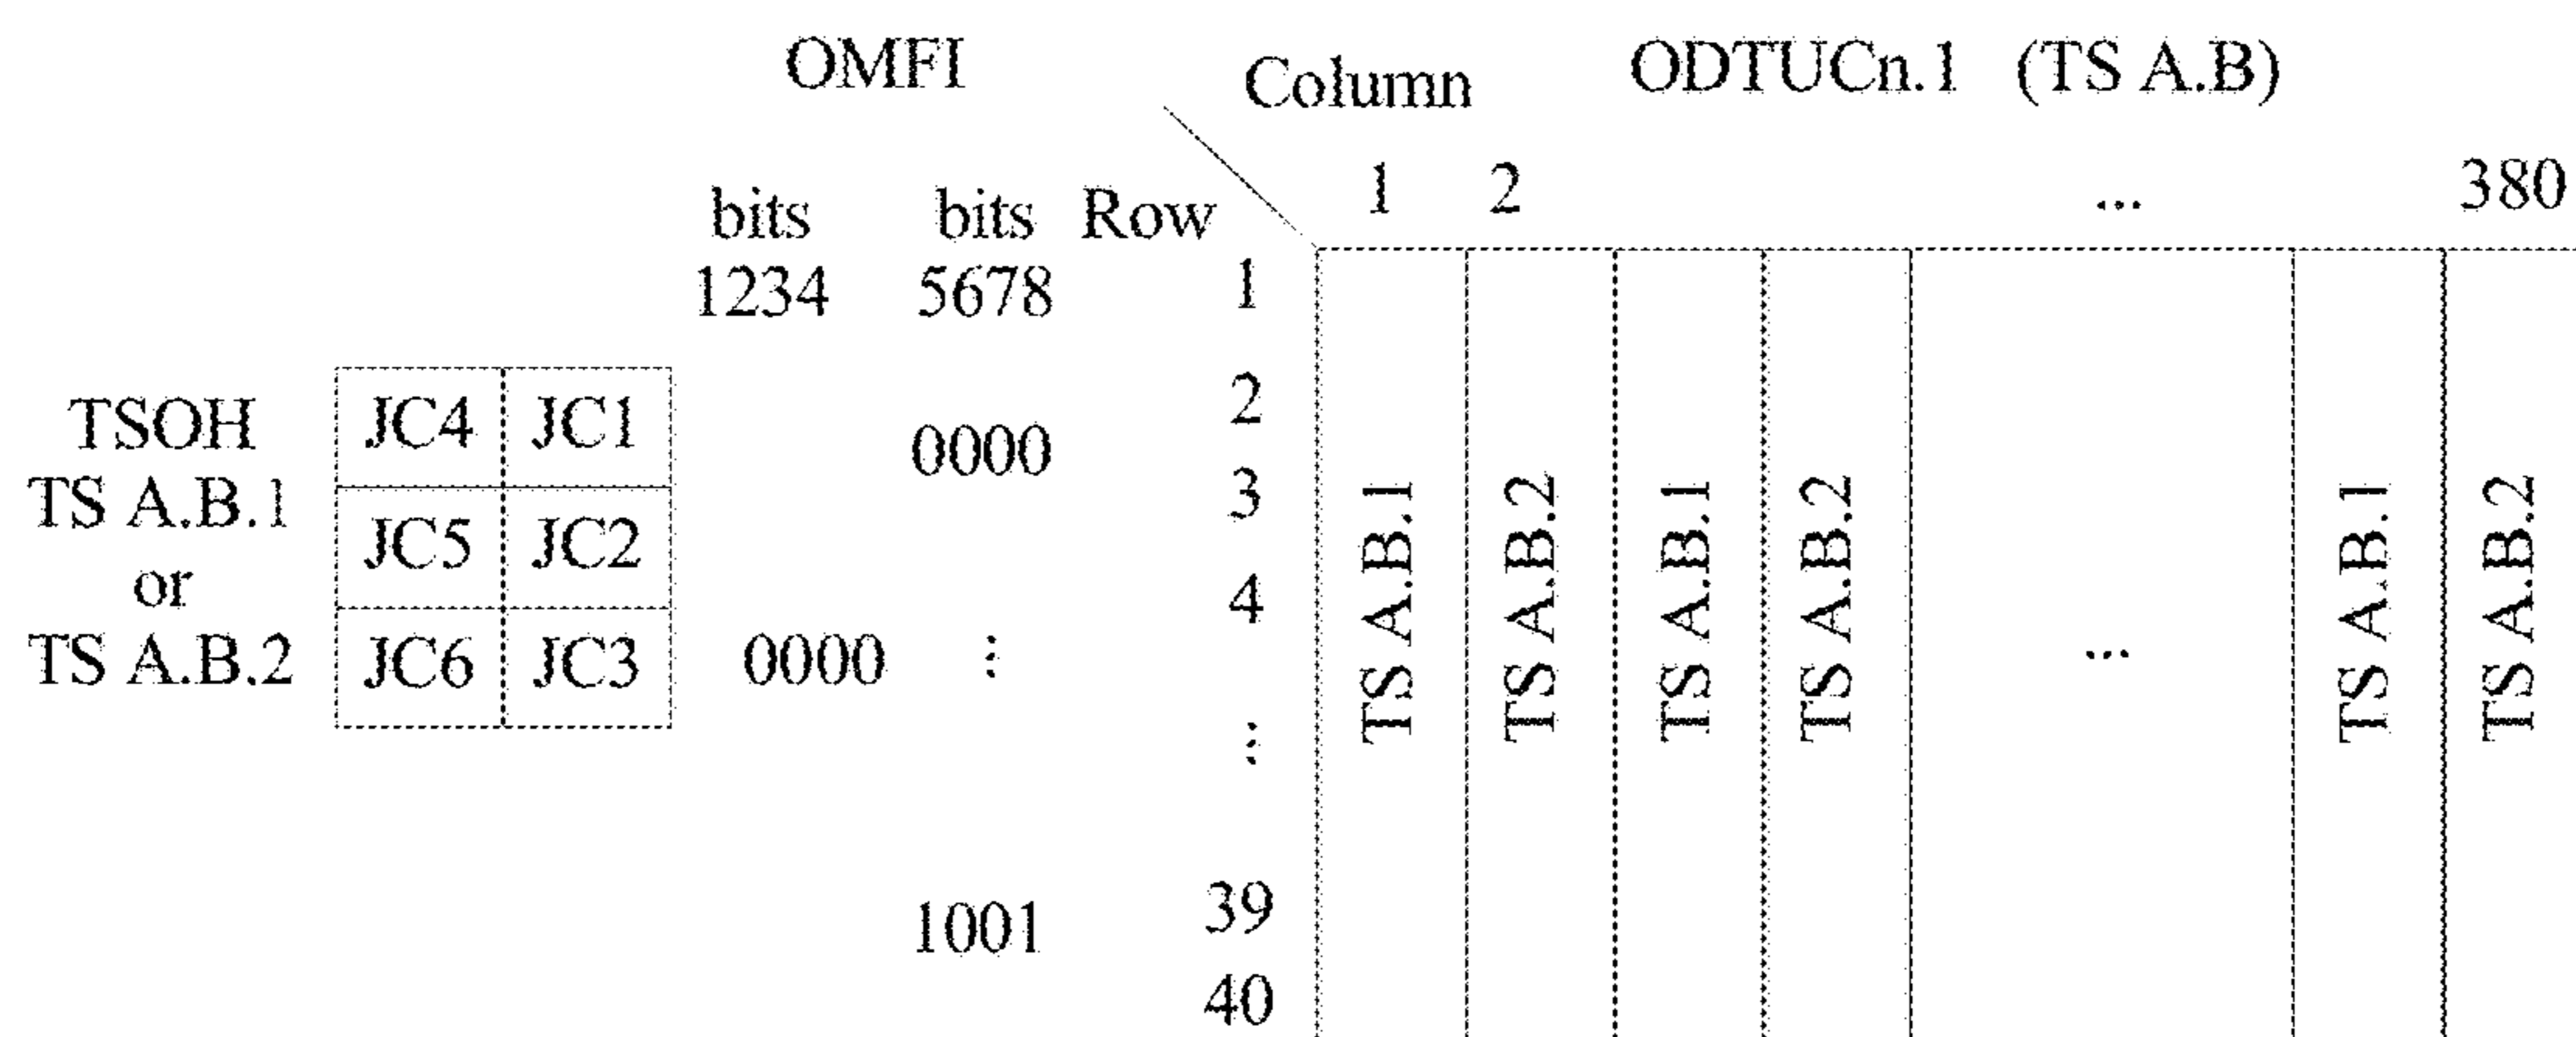 OMFI
Column
ODTUCn.1 (TS A.B)
1 2 ... 380
bits bits Row
1234 5678
1
2
3
4
⋮
39
40
TSOH
TS A.B.1
or
TS A.B.2
JC4 JC1
JC5 JC2
JC6 JC3
0000
0000 ⋮
1001
TS A.B.1
TS A.B.2
TS A.B.1
TS A.B.2
...
TS A.B.1
TS A.B.2